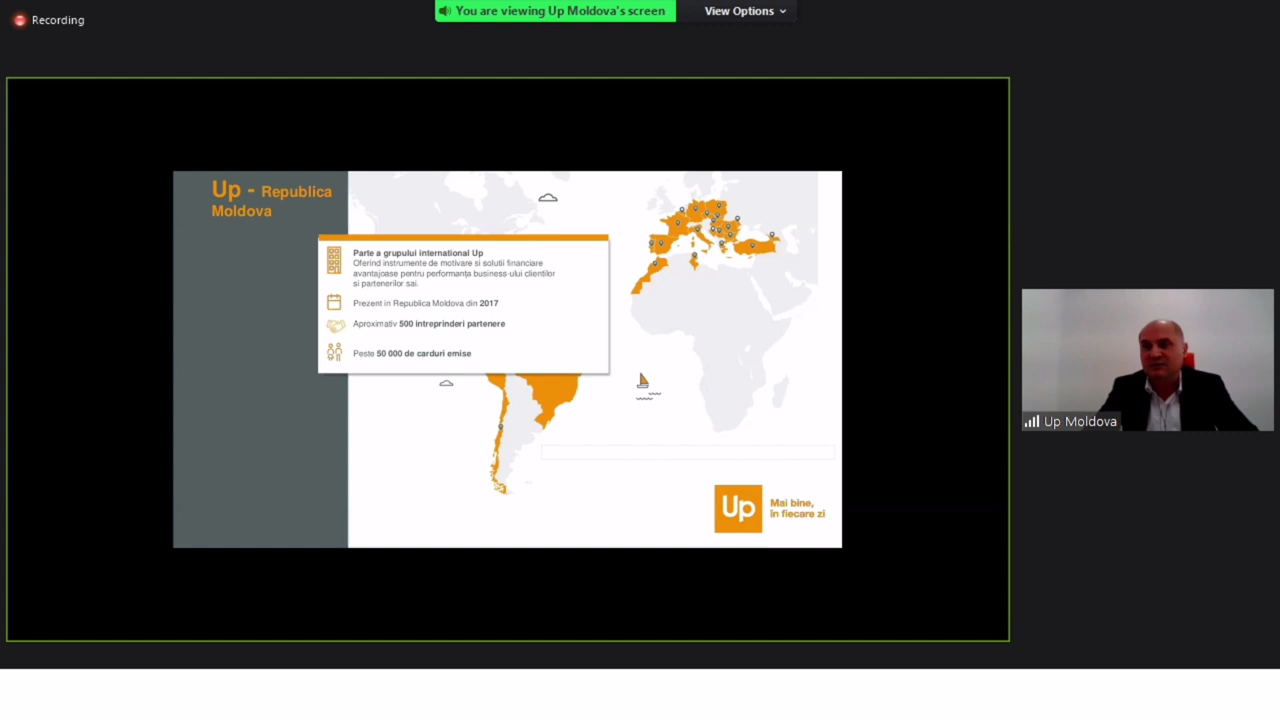 Recording
You are viewing Up Moldova's screen
View Options
Up - Republica
Moldova
Parte a grupului international Up
Oferind instrumente de motivare si solutii financiare
avantajoase pentru performanța business-ului clientilor
si partenerilor sai.
Prezent in Republica Moldova din 2017
Aproximativ 500 intreprinderi partenere
Peste 50 000 de carduri emise
Up
Mai bine,
în fiecare zi
Up Moldova